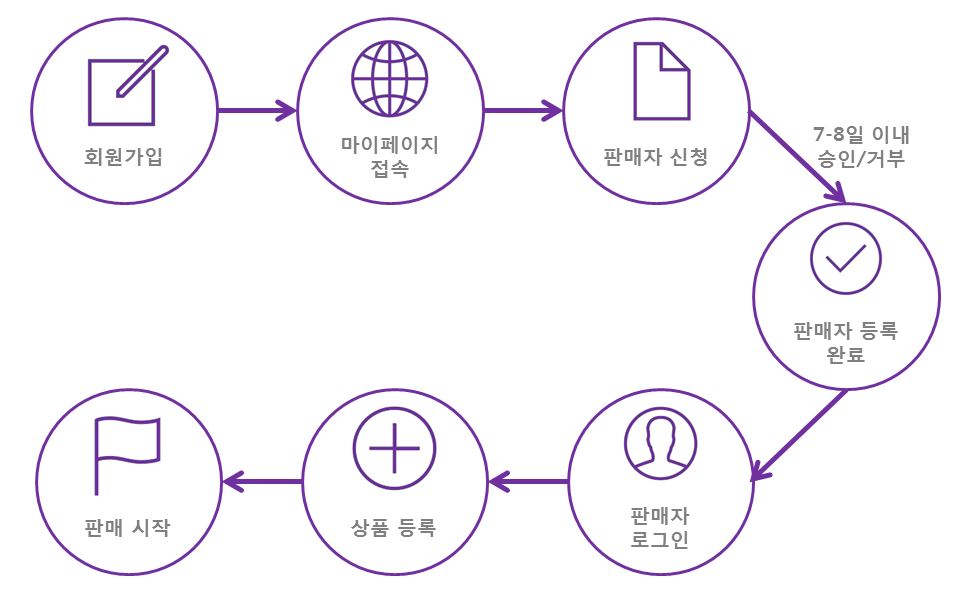 회원가입
마이페이지
접속
판매자 신청
7-8일 이내
승인/거부
판매자 등록
완료
판매자
로그인
상품 등록
판매 시작